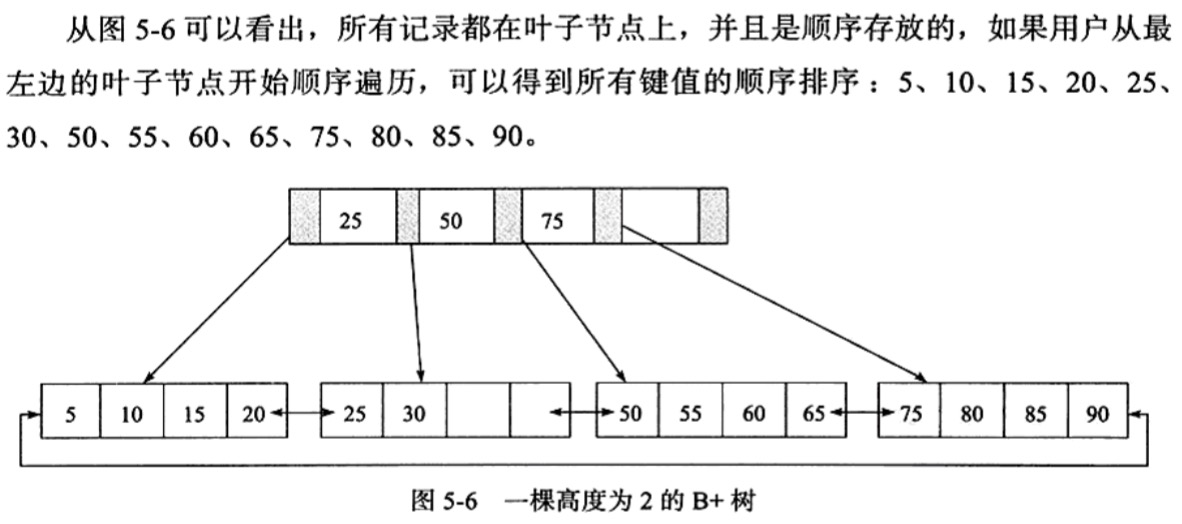 从图 5-6 可以看出，所有记录都在叶子节点上，并且是顺序存放的，如果用户从最
左边的叶子节点开始顺序遍历，可以得到所有键值的顺序排序：5、10、15、20、25、
30、50、55、60、65、75、80、85、90。
25 50 75
5 10 15 20 25 30 50 55 60 65 75 80 85 90
图 5-6 一棵高度为 2 的 B+ 树